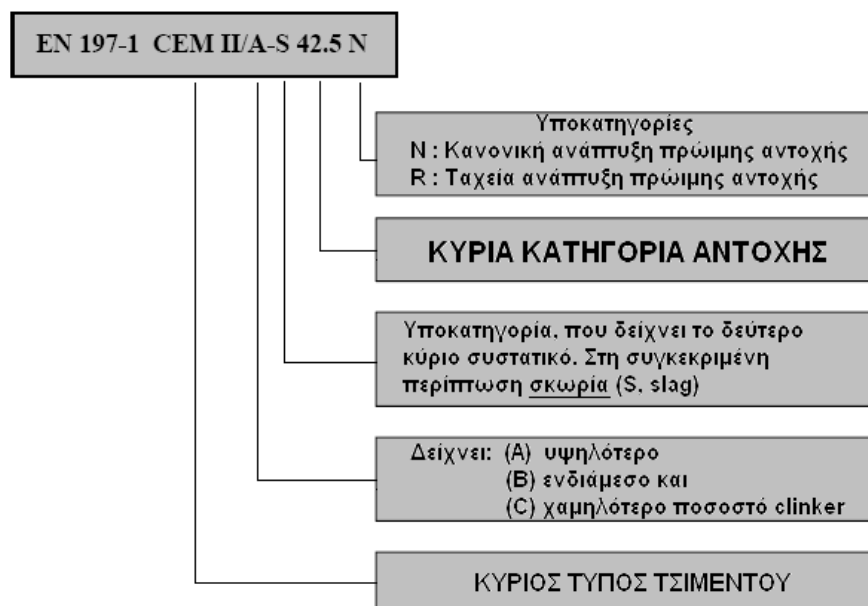 EN 197-1 CEM II/A-S 42.5 N
Υποκατηγορίες
N : Κανονική ανάπτυξη πρώιμης αντοχής
R : Ταχεία ανάπτυξη πρώιμης αντοχής
ΚΥΡΙΑ ΚΑΤΗΓΟΡΙΑ ΑΝΤΟΧΗΣ
Υποκατηγορία, που δείχνει το δεύτερο
κύριο συστατικό. Στη συγκεκριμένη
περίπτωση σκωρία (S, slag)
Δείχνει: (A) υψηλότερο
(B) ενδιάμεσο και
(C) χαμηλότερο ποσοστό clinker
ΚΥΡΙΟΣ ΤΥΠΟΣ ΤΣΙΜΕΝΤΟΥ